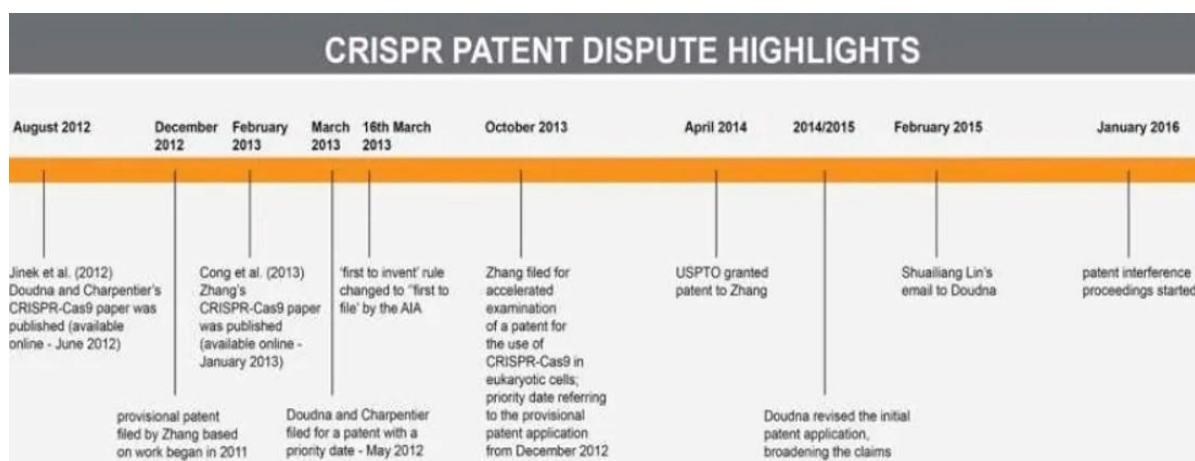 CRISPR PATENT DISPUTE HIGHLIGHTS
August 2012
December
2012
February
2013
March
2013
16th March
2013
October 2013
April 2014
2014/2015
February 2015
January 2016
Jinek et al. (2012)
Doudna and Charpentier's
CRISPR-Cas9 paper was
published (available
online - June 2012)
provisional patent
filed by Zhang based
on work began in 2011
Cong et al. (2013)
Zhang's
CRISPR-Cas9 paper
was published
(available online -
January 2013)
Doudna and Charpentier
filed for a patent with a
priority date - May 2012
'first to invent' rule
changed to "first to
file' by the AIA
Zhang filed for
accelerated
examination
of a patent for
the use of
CRISPR-Cas9 in
eukaryotic cells;
priority date referring
to the provisional
patent application
from December 2012
USPTO granted
patent to Zhang
Doudna revised the initial
patent application,
broadening the claims
Shuailiang Lin's
email to Doudna
patent interference
proceedings started